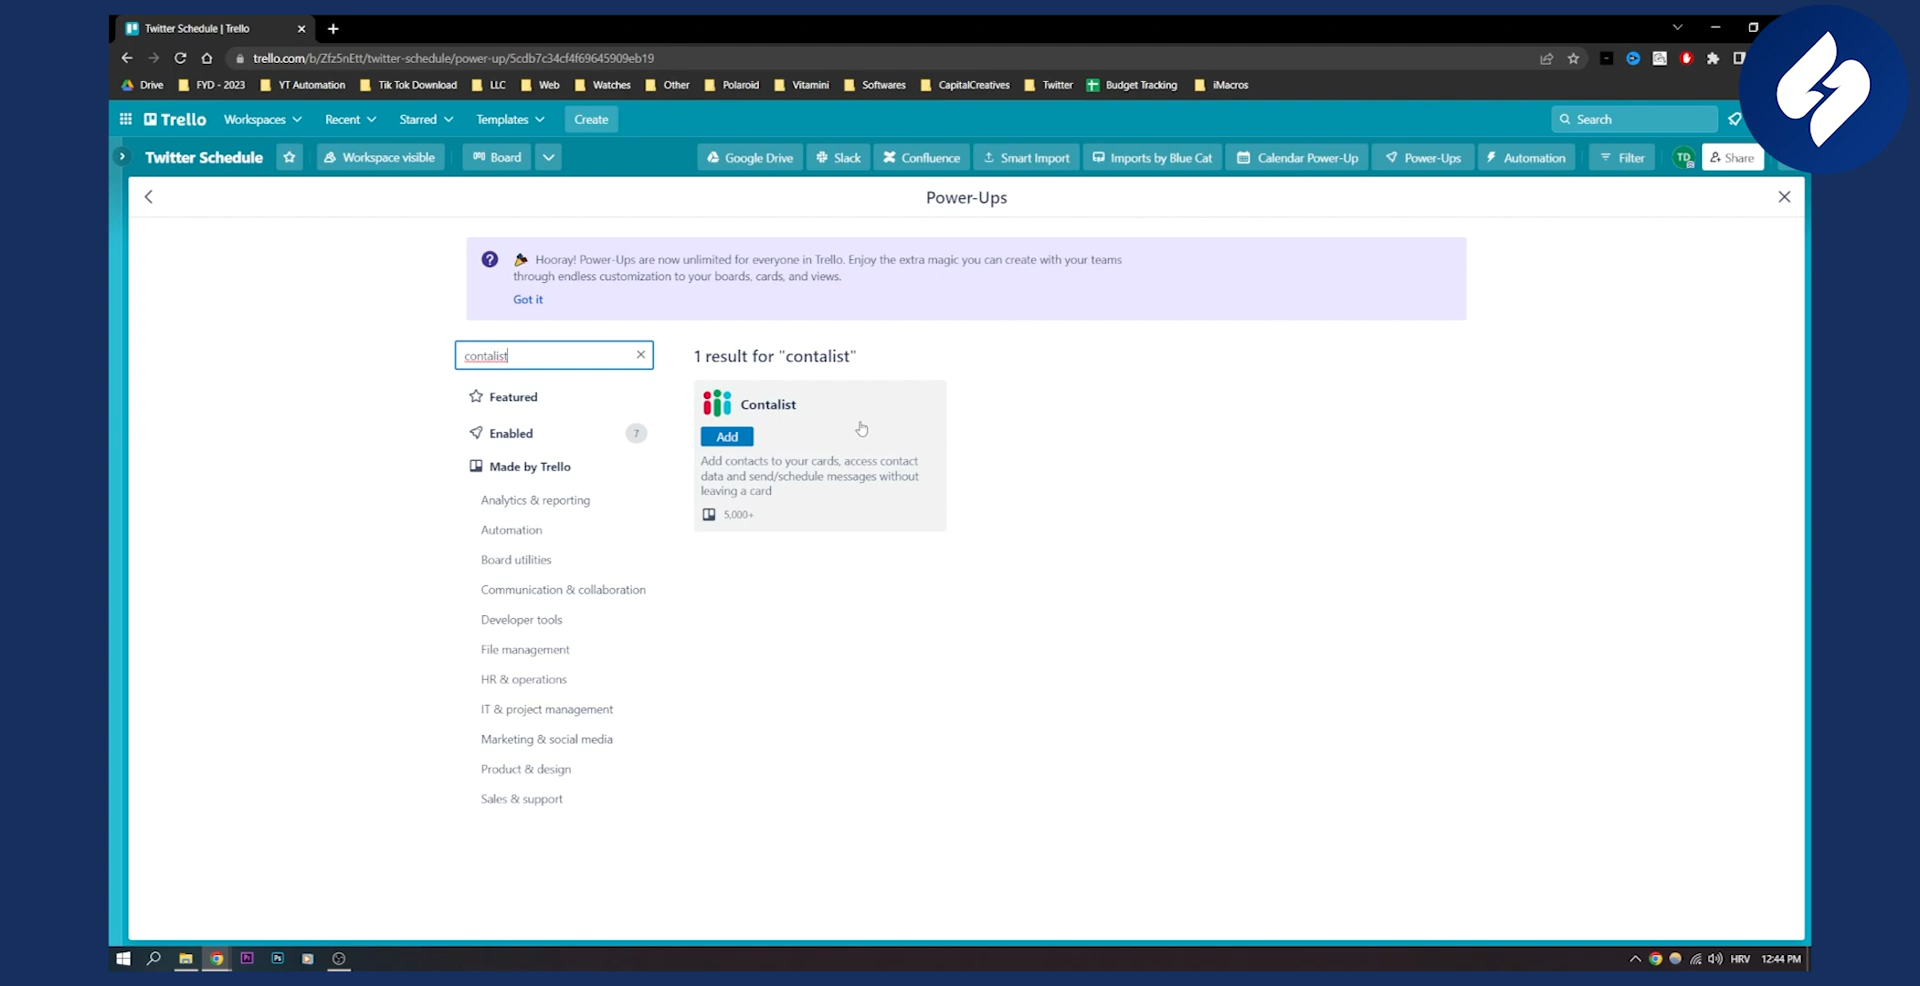 Twitter Schedule | Trello
trello.com/b/Zfz5nEtt/twitter-schedule/power-up/5cdb7c34cf4f69645909eb19
Drive FYD - 2023 YT Automation Tik Tok Download LLC Web Watches Other Polaroid Vitamini Softwares CapitalCreatives Twitter Budget Tracking iMacros
Trello Workspaces Recent Starred Templates Create Search
Twitter Schedule Workspace visible Board Google Drive Slack Confluence Smart Import Imports by Blue Cat Calendar Power-Up Power-Ups Automation Filter TD Share
Power-Ups
Hooray! Power-Ups are now unlimited for everyone in Trello. Enjoy the extra magic you can create with your teams
through endless customization to your boards, cards, and views.
Got it
contalist
1 result for "contalist"
Featured
Enabled 7
Made by Trello
Analytics & reporting
Automation
Board utilities
Communication & collaboration
Developer tools
File management
HR & operations
IT & project management
Marketing & social media
Product & design
Sales & support
Contalist
Add
Add contacts to your cards, access contact
data and send/schedule messages without
leaving a card
5,000+
Pr Ps HRV 12:44 PM